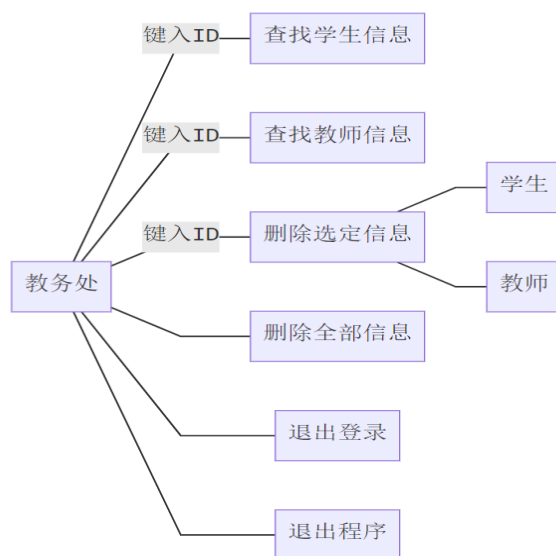 键入ID
查找学生信息
键入ID
查找教师信息
学生
键入ID
删除选定信息
教务处
教师
删除全部信息
退出登录
退出程序